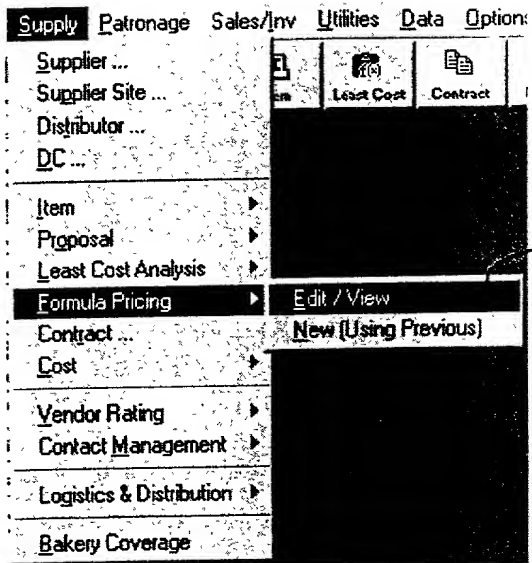 Supply Patronage Sales/Inv Utilities Data Option
Supplier ...
Supplier Site ...
Distributor ...
DC ...
Least Cost
Contract
Item
Proposal
Least Cost Analysis
Formula Pricing
Edit / View
New (Using Previous)
Contract ...
Cost
Vendor Rating
Contact Management
Logistics & Distribution
Bakery Coverage